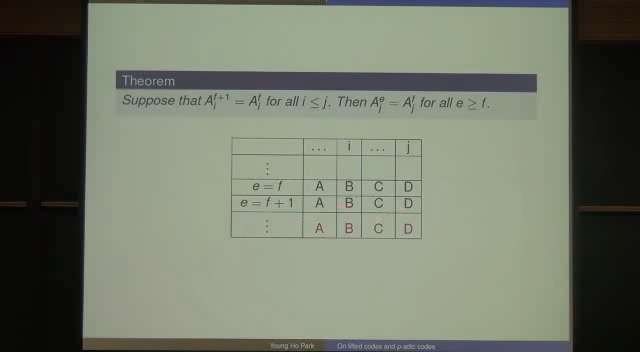 Theorem
Suppose that A_i^{f+1} = A_i^f for all i ≤ j. Then A_j^e = A_j^f for all e ≥ f.
... i ... j
⋮
e = f A B C D
e = f + 1 A B C D
⋮ A B C D
Young Ho Park On lifted codes and p-adic codes